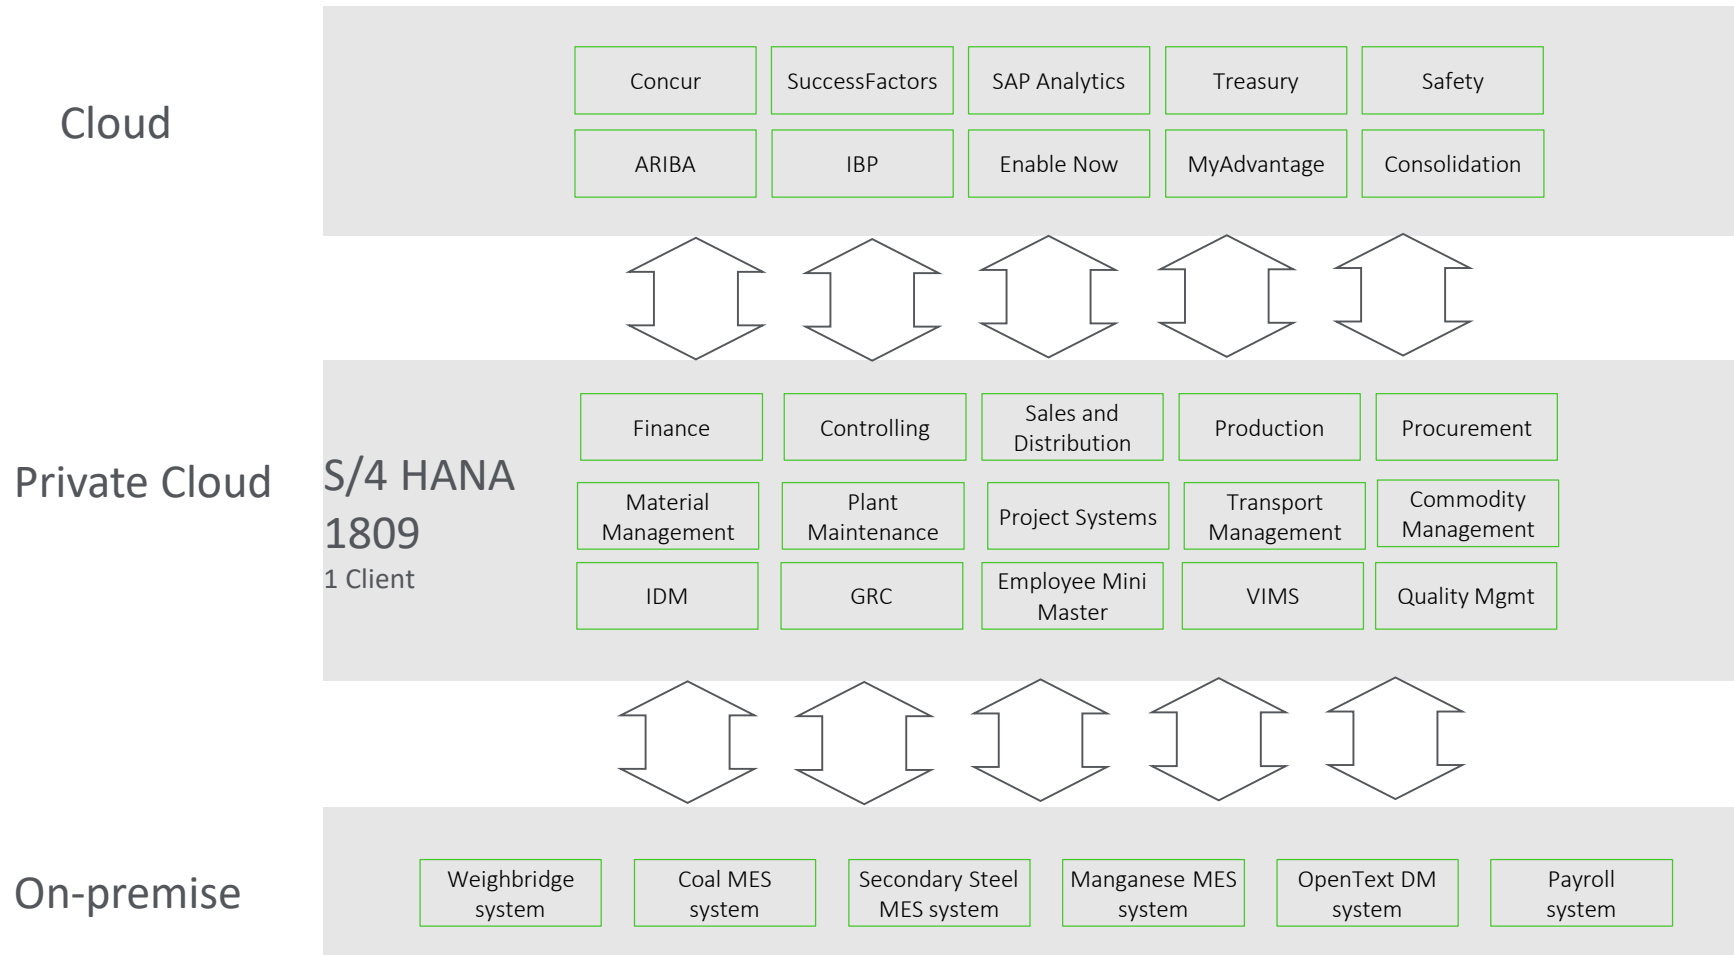 Cloud
Concur
SuccessFactors
SAP Analytics
Treasury
Safety
ARIBA
IBP
Enable Now
MyAdvantage
Consolidation
Private Cloud
S/4 HANA
1809
1 Client
Finance
Controlling
Sales and
Distribution
Production
Procurement
Material
Management
Plant
Maintenance
Project Systems
Transport
Management
Commodity
Management
IDM
GRC
Employee Mini
Master
VIMS
Quality Mgmt
On-premise
Weighbridge
system
Coal MES
system
Secondary Steel
MES system
Manganese MES
system
OpenText DM
system
Payroll
system